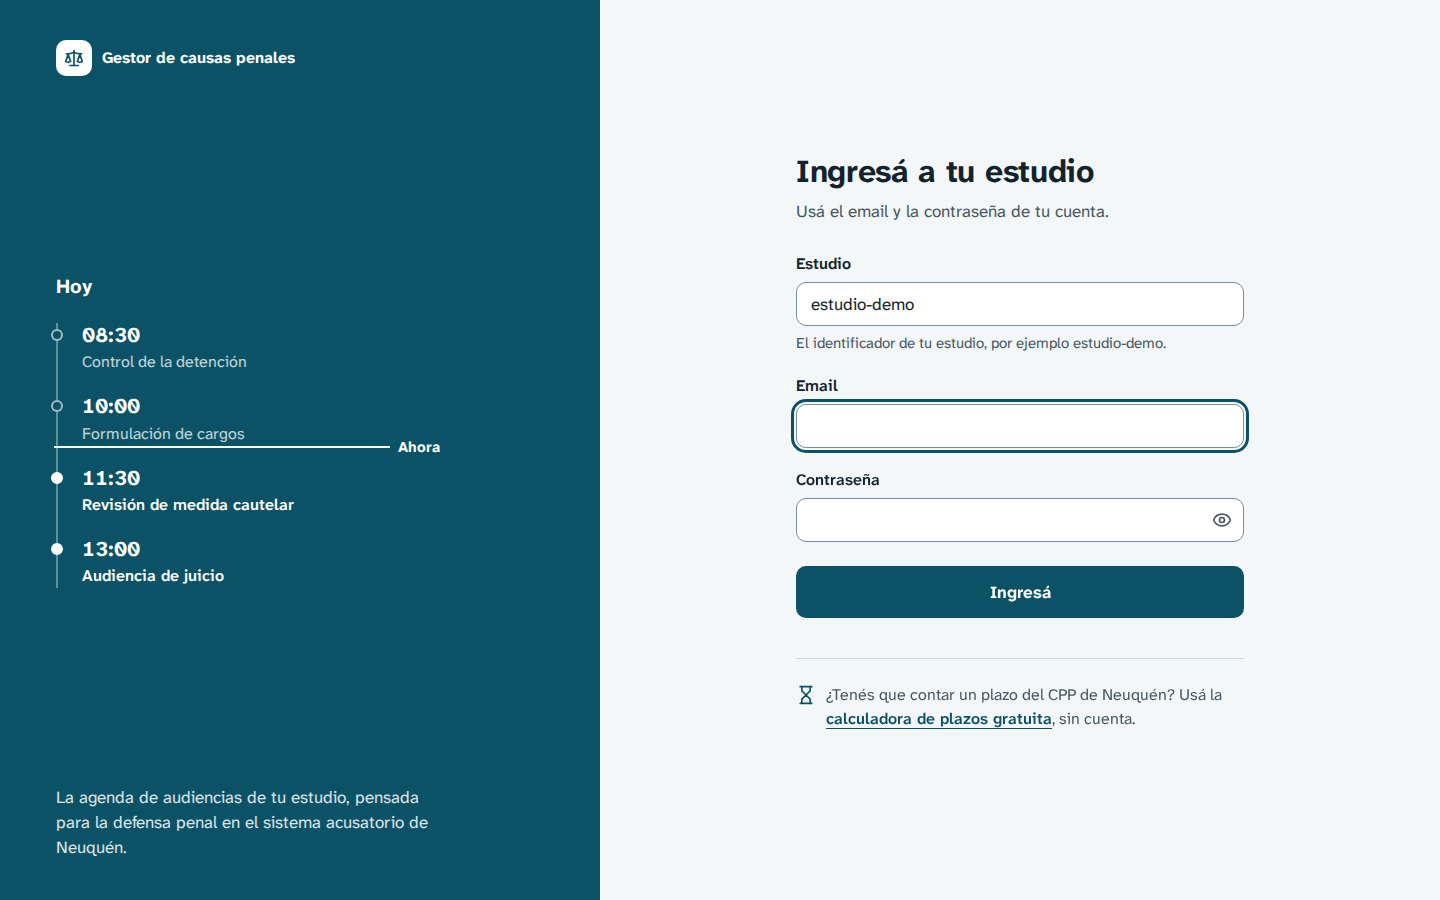 Gestor de causas penales
Hoy
08:30
Control de la detención
10:00
Formulación de cargos
Ahora
11:30
Revisión de medida cautelar
13:00
Audiencia de juicio
La agenda de audiencias de tu estudio, pensada
para la defensa penal en el sistema acusatorio de
Neuquén.
Ingresá a tu estudio
Usá el email y la contraseña de tu cuenta.
Estudio
estudio-demo
El identificador de tu estudio, por ejemplo estudio-demo.
Email
Contraseña
Ingresá
¿Tenés que contar un plazo del CPP de Neuquén? Usá la
calculadora de plazos gratuita, sin cuenta.